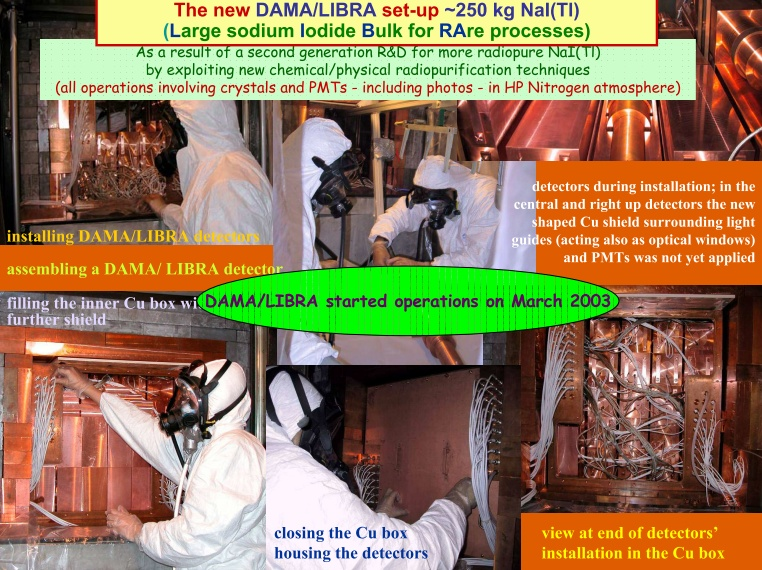 The new DAMA/LIBRA set-up ~250 kg NaI(Tl)
(Large sodium Iodide Bulk for RAre processes)
As a result of a second generation R&D for more radiopure NaI(Tl)
by exploiting new chemical/physical radiopurification techniques
(all operations involving crystals and PMTs - including photos - in HP Nitrogen atmosphere)
detectors during installation; in the
central and right up detectors the new
shaped Cu shield surrounding light
guides (acting also as optical windows)
and PMTs was not yet applied
installing DAMA/LIBRA detectors
assembling a DAMA/ LIBRA detector
filling the inner Cu box wi
further shield
DAMA/LIBRA started operations on March 2003
closing the Cu box
housing the detectors
view at end of detectors’
installation in the Cu box